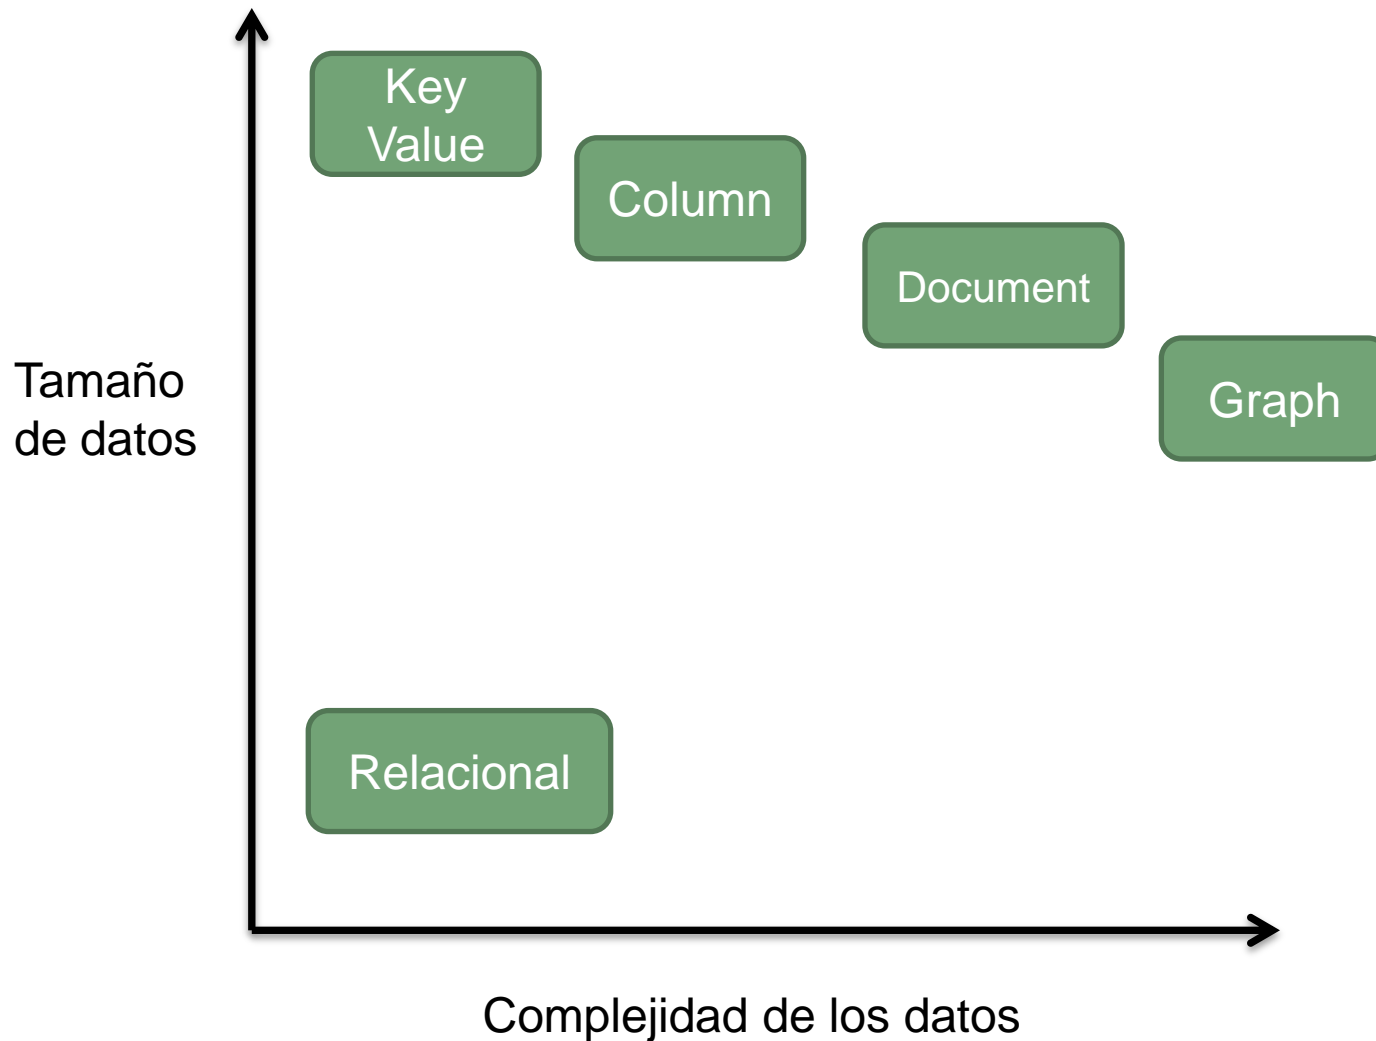 Key
Value
Column
Document
Graph
Tamaño
de datos
Relacional
Complejidad de los datos